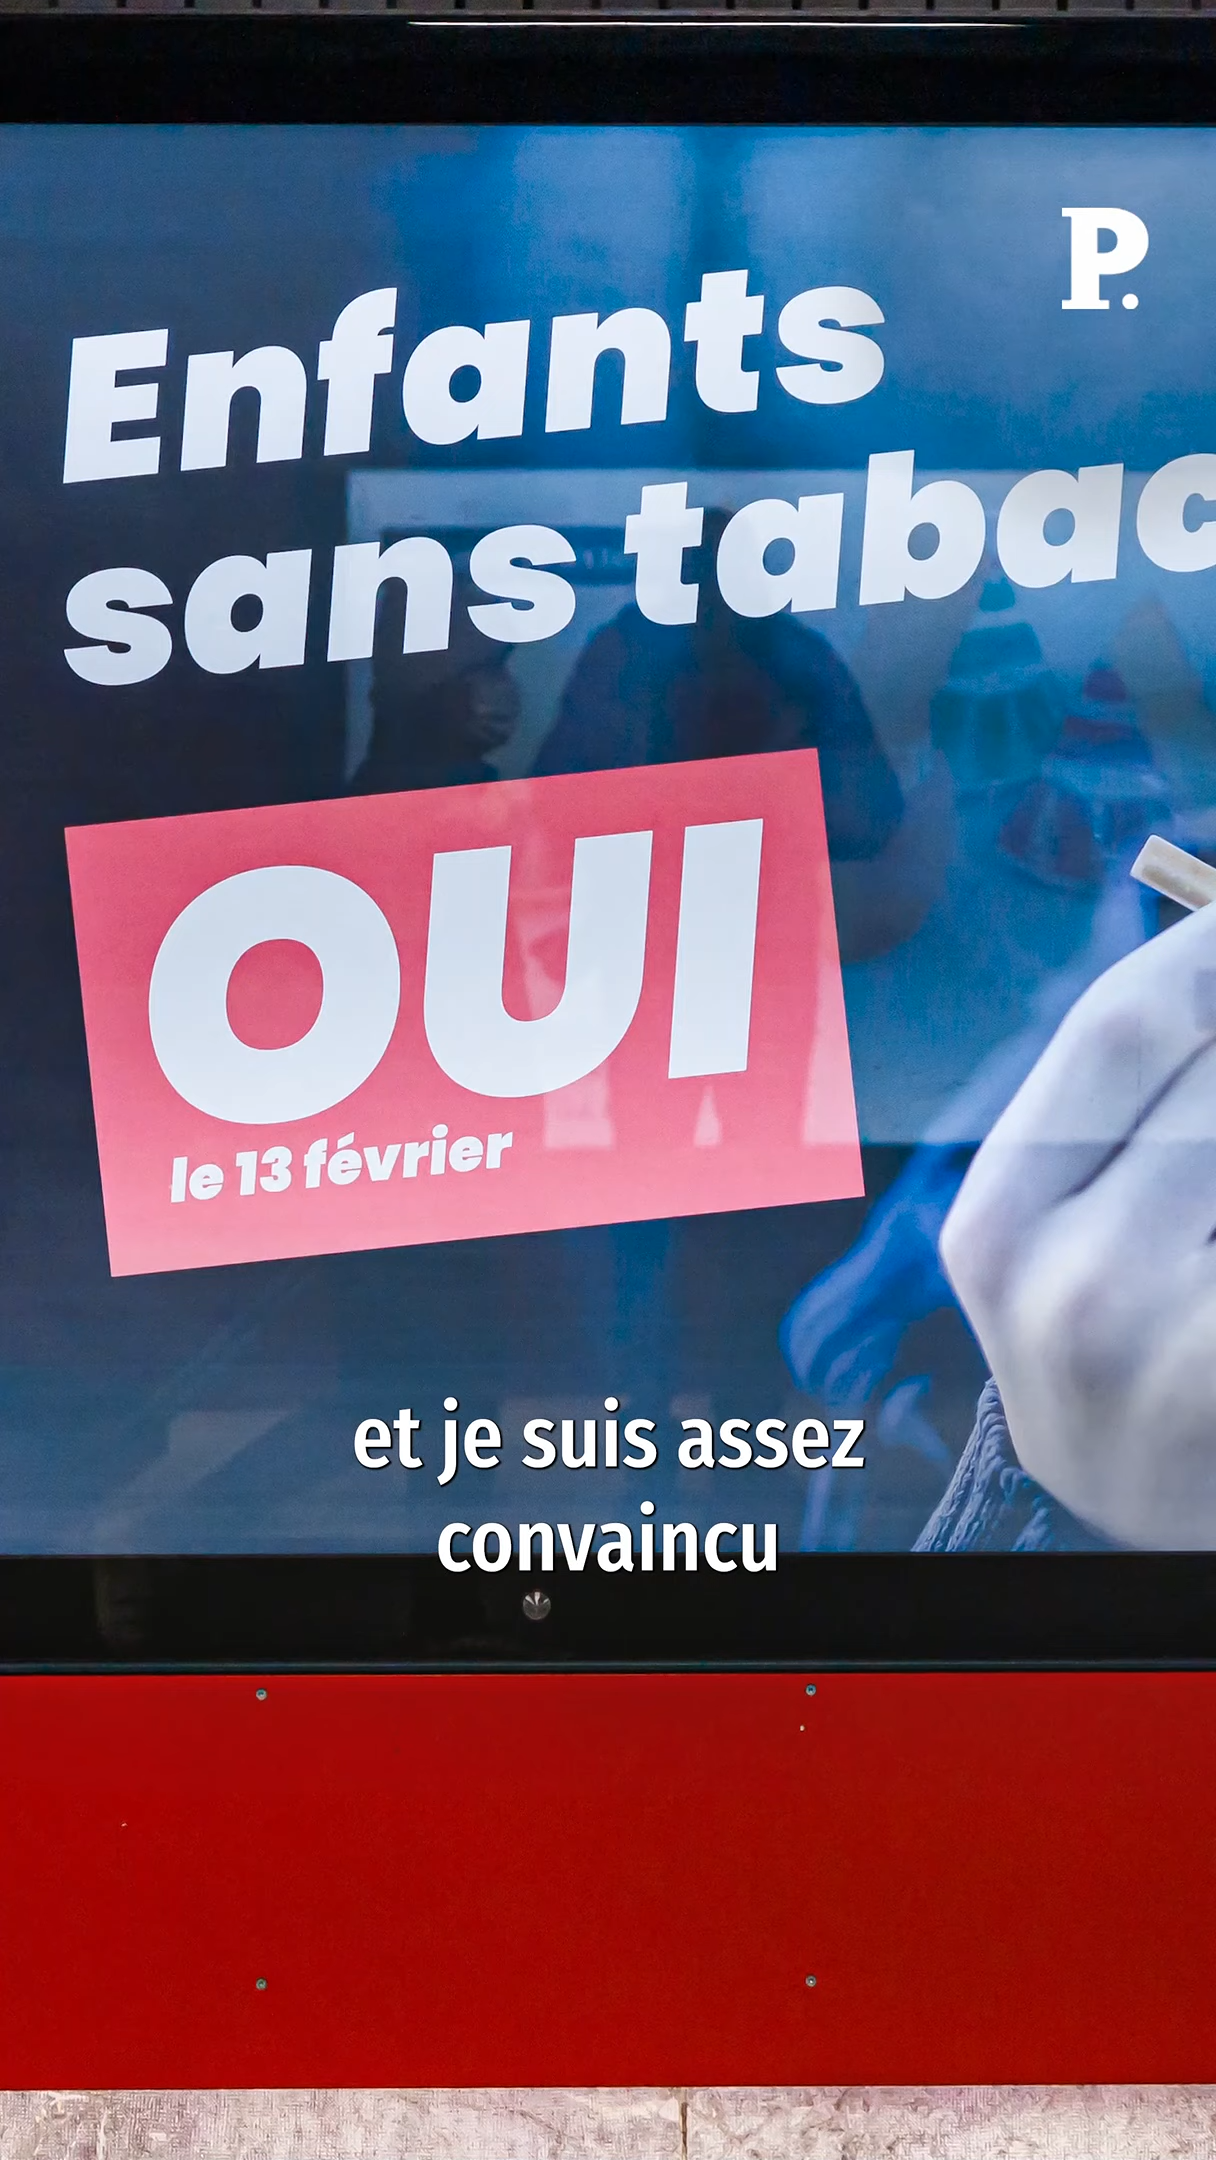 P.
Enfants
sans tabac
OUI
le 13 février
et je suis assez
convaincu